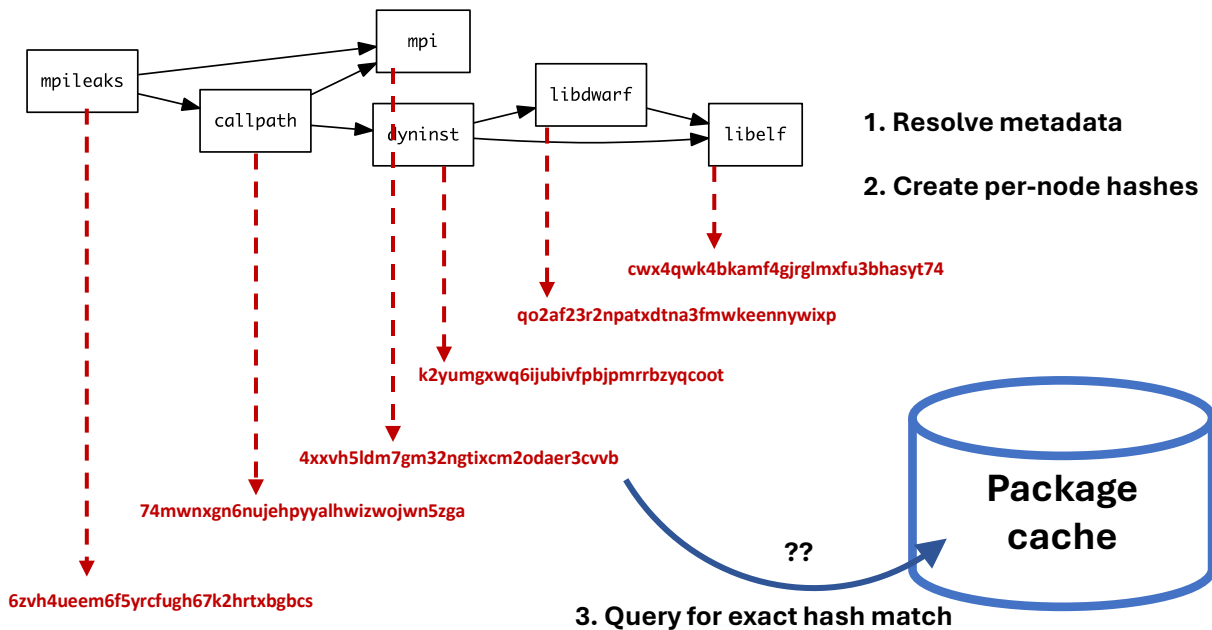 mpi
mpileaks
callpath
dyninst
libdwarf
libelf
1. Resolve metadata
2. Create per-node hashes
cwx4qwk4bkamf4gjrglmxfu3bhasyt74
qo2af23r2npatxdtna3fmwkeennywixp
k2yumgxwq6ijubivfpbjpmrrbzyqcoot
4xxvh5ldm7gm32ngtixcm2odaer3cvvb
74mwnxgn6nujehpyyalhwizwojwn5zga
6zvh4ueem6f5yrcfugh67k2hrtxbgbcs
Package
cache
??
3. Query for exact hash match